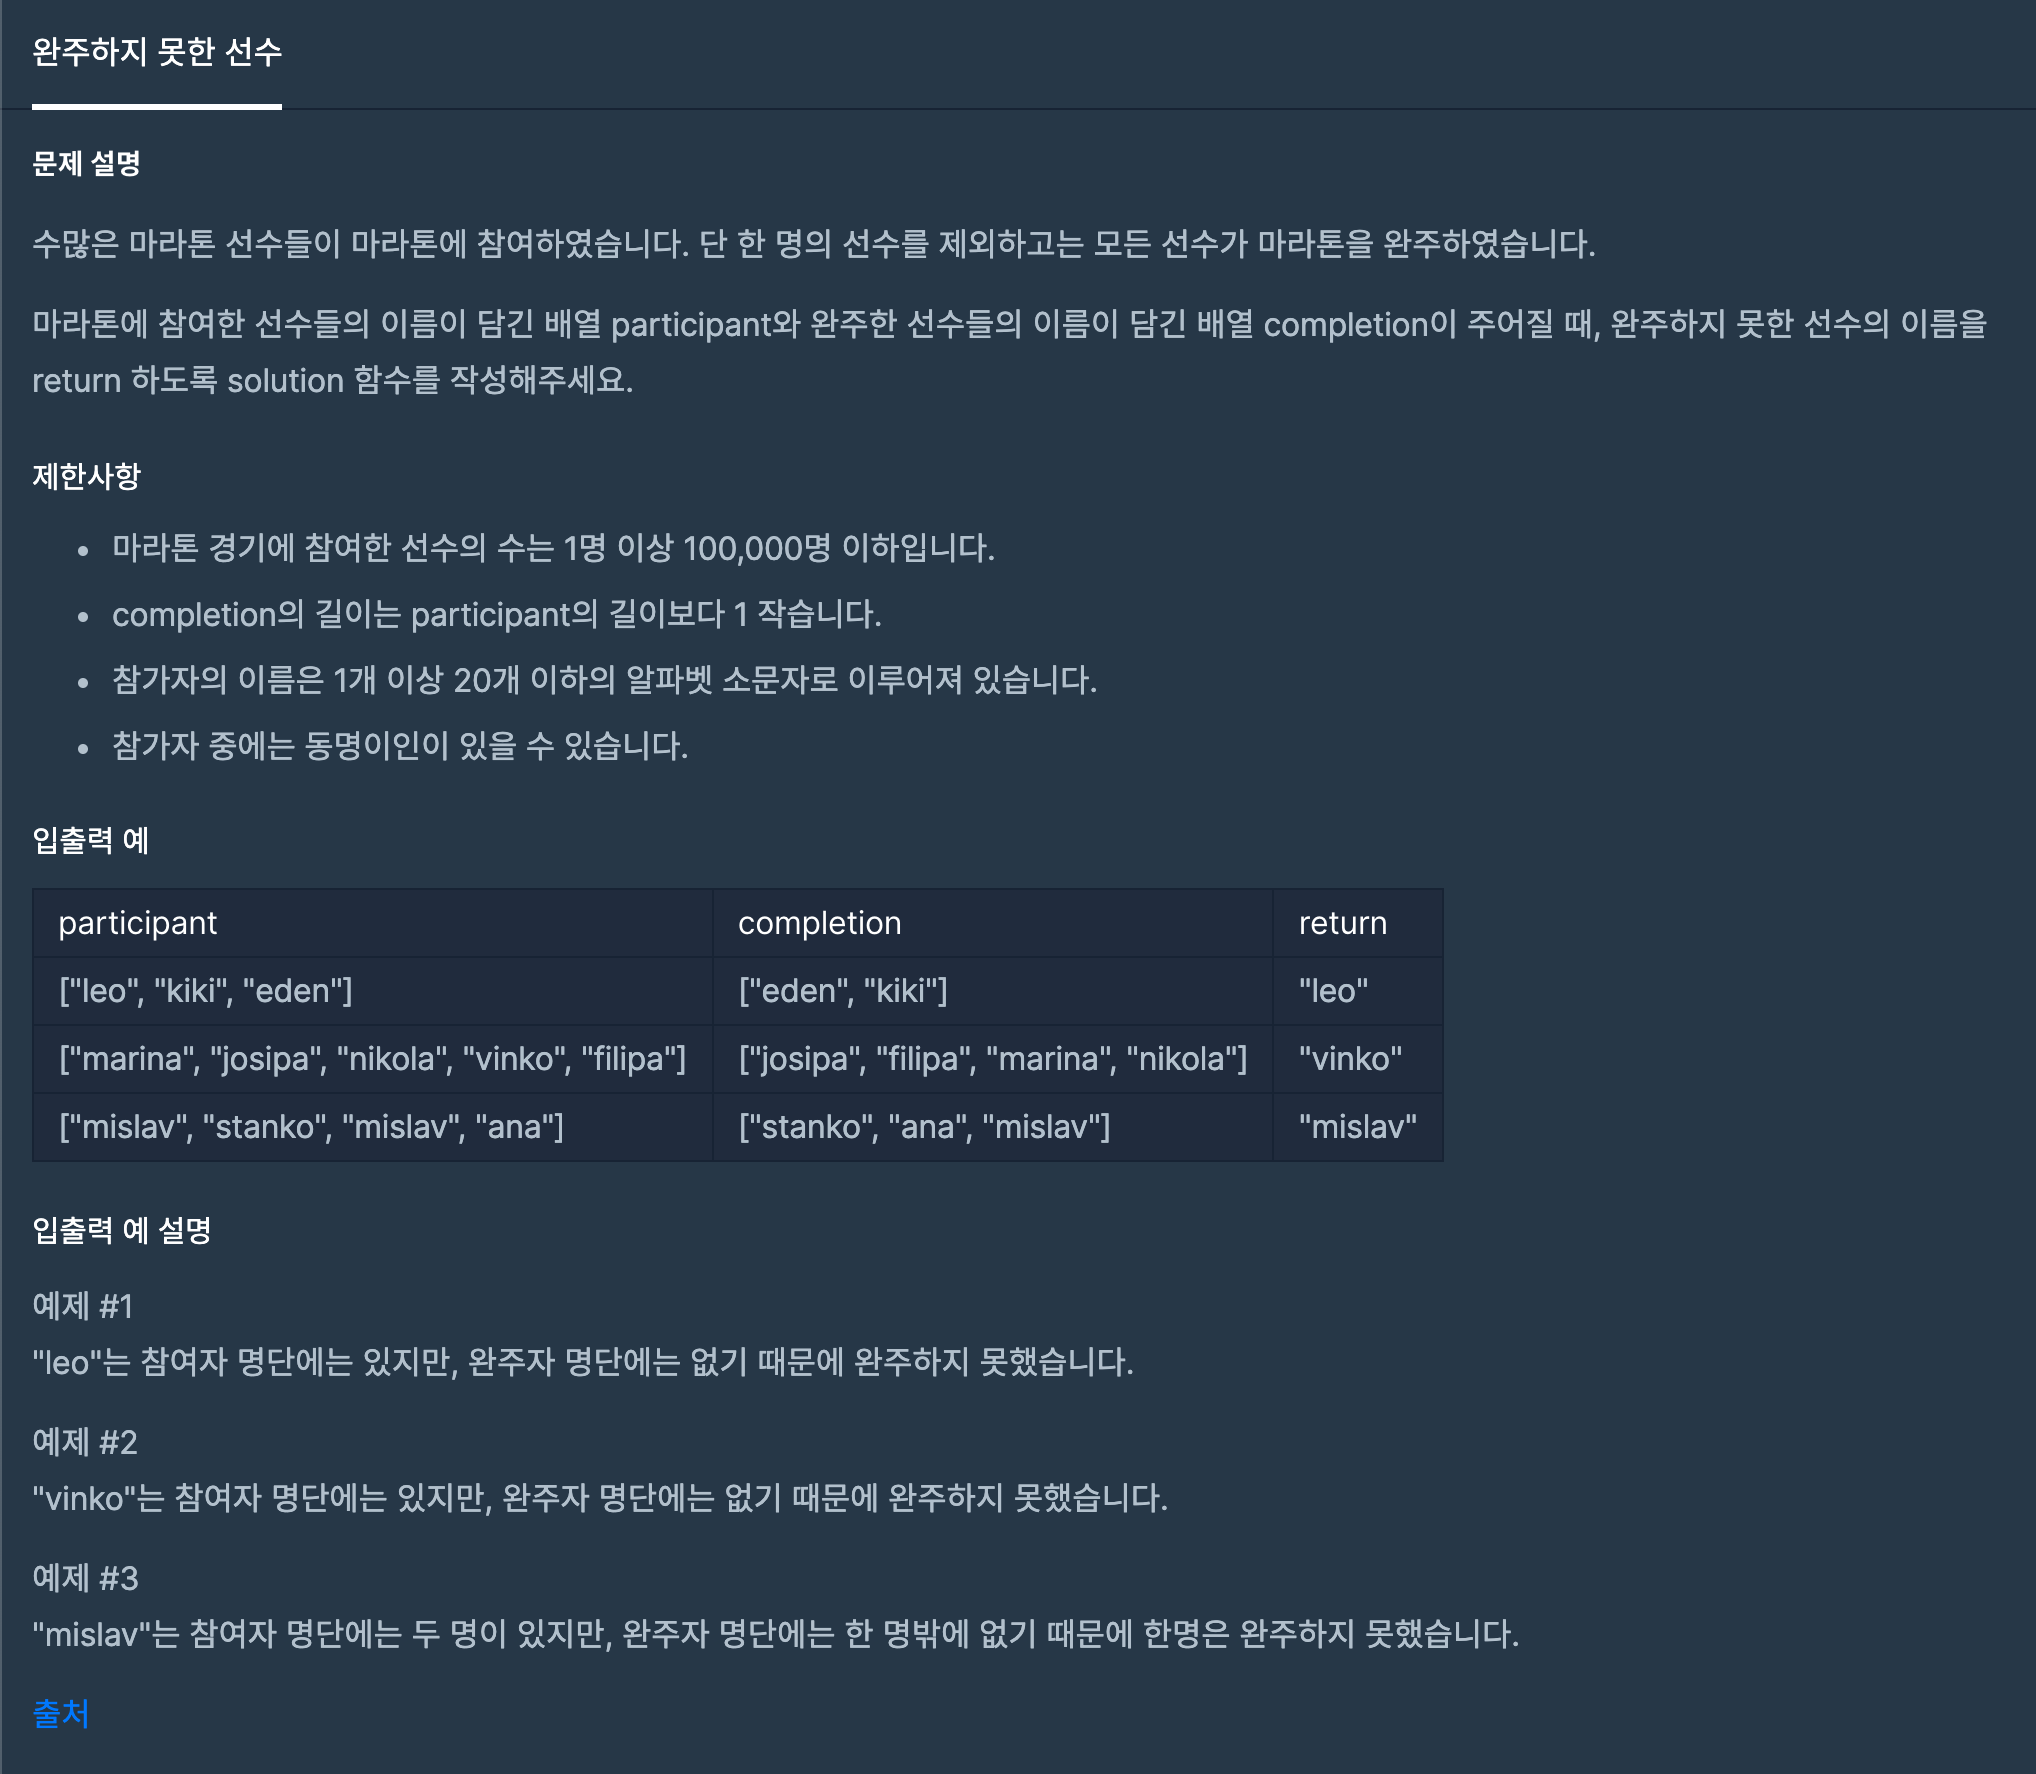 완주하지 못한 선수
문제 설명
수많은 마라톤 선수들이 마라톤에 참여하였습니다. 단 한 명의 선수를 제외하고는 모든 선수가 마라톤을 완주하였습니다.
마라톤에 참여한 선수들의 이름이 담긴 배열 participant와 완주한 선수들의 이름이 담긴 배열 completion이 주어질 때, 완주하지 못한 선수의 이름을
return 하도록 solution 함수를 작성해주세요.
제한사항
• 마라톤 경기에 참여한 선수의 수는 1명 이상 100,000명 이하입니다.
• completion의 길이는 participant의 길이보다 1 작습니다.
• 참가자의 이름은 1개 이상 20개 이하의 알파벳 소문자로 이루어져 있습니다.
• 참가자 중에는 동명이인이 있을 수 있습니다.
입출력 예
participant completion return
["leo", "kiki", "eden"] ["eden", "kiki"] "leo"
["marina", "josipa", "nikola", "vinko", "filipa"] ["josipa", "filipa", "marina", "nikola"] "vinko"
["mislav", "stanko", "mislav", "ana"] ["stanko", "ana", "mislav"] "mislav"
입출력 예 설명
예제 #1
"leo"는 참여자 명단에는 있지만, 완주자 명단에는 없기 때문에 완주하지 못했습니다.
예제 #2
"vinko"는 참여자 명단에는 있지만, 완주자 명단에는 없기 때문에 완주하지 못했습니다.
예제 #3
"mislav"는 참여자 명단에는 두 명이 있지만, 완주자 명단에는 한 명밖에 없기 때문에 한명은 완주하지 못했습니다.
출처